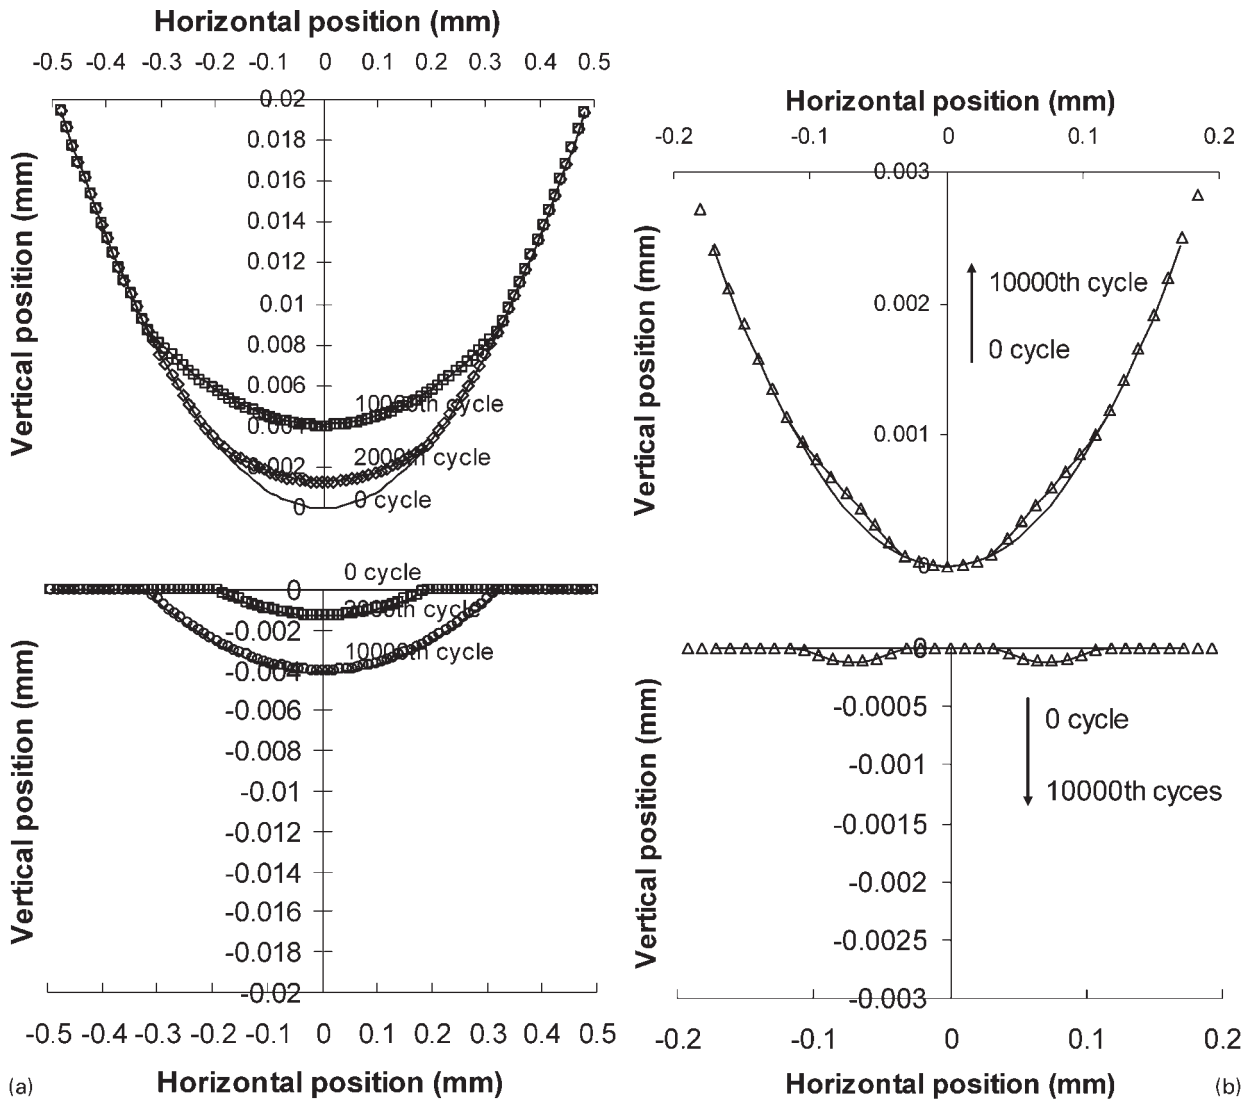 Horizontal position (mm)
-0.5 -0.4 -0.3 -0.2 -0.1 0 0.1 0.2 0.3 0.4 0.5
Vertical position (mm)
0.02
0.018
0.016
0.014
0.012
0.01
0.008
0.006
0.004
0.002
0
10000th cycle
2000th cycle
0 cycle
Vertical position (mm)
0
-0.002
-0.004
-0.006
-0.008
-0.01
-0.012
-0.014
-0.016
-0.018
-0.02
0 cycle
2000th cycle
10000th cycle
-0.5 -0.4 -0.3 -0.2 -0.1 0 0.1 0.2 0.3 0.4 0.5
Horizontal position (mm)
(a)
Horizontal position (mm)
-0.2 -0.1 0 0.1 0.2
Vertical position (mm)
0.003
0.002
0.001
0
10000th cycle
0 cycle
Vertical position (mm)
0
-0.0005
-0.001
-0.0015
-0.002
-0.0025
-0.003
0 cycle
10000th cyces
-0.2 -0.1 0 0.1 0.2
Horizontal position (mm)
(b)